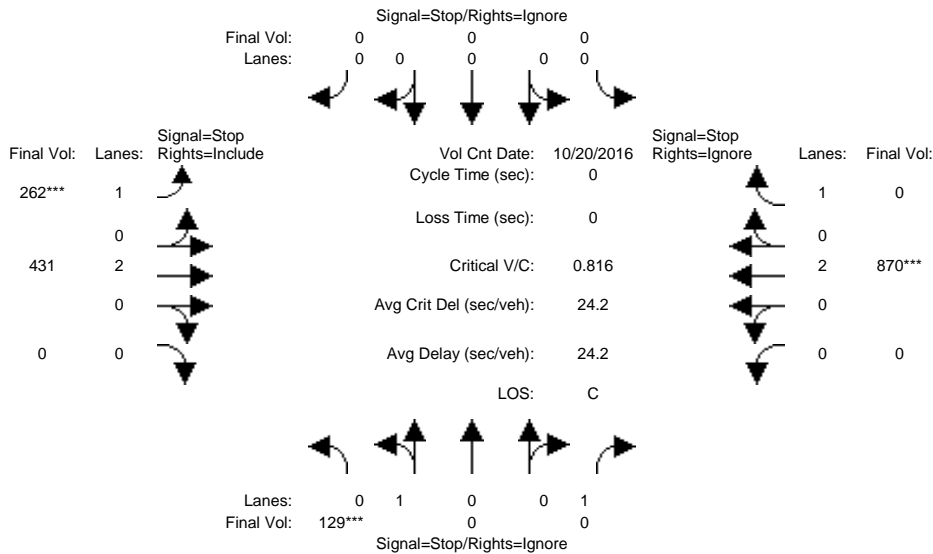 Signal=Stop/Rights=Ignore
Final Vol: 0 0 0
Lanes: 0 0 0 0 0
Signal=Stop
Final Vol: Lanes: Rights=Include
Vol Cnt Date: 10/20/2016
Signal=Stop
Rights=Ignore Lanes: Final Vol:
Cycle Time (sec): 0
262*** 1
1 0
Loss Time (sec): 0
0
0
431 2
Critical V/C: 0.816
2 870***
0
Avg Crit Del (sec/veh): 24.2
0
0 0
Avg Delay (sec/veh): 24.2
0 0
LOS: C
Lanes: 0 1 0 0 1
Final Vol: 129*** 0 0
Signal=Stop/Rights=Ignore